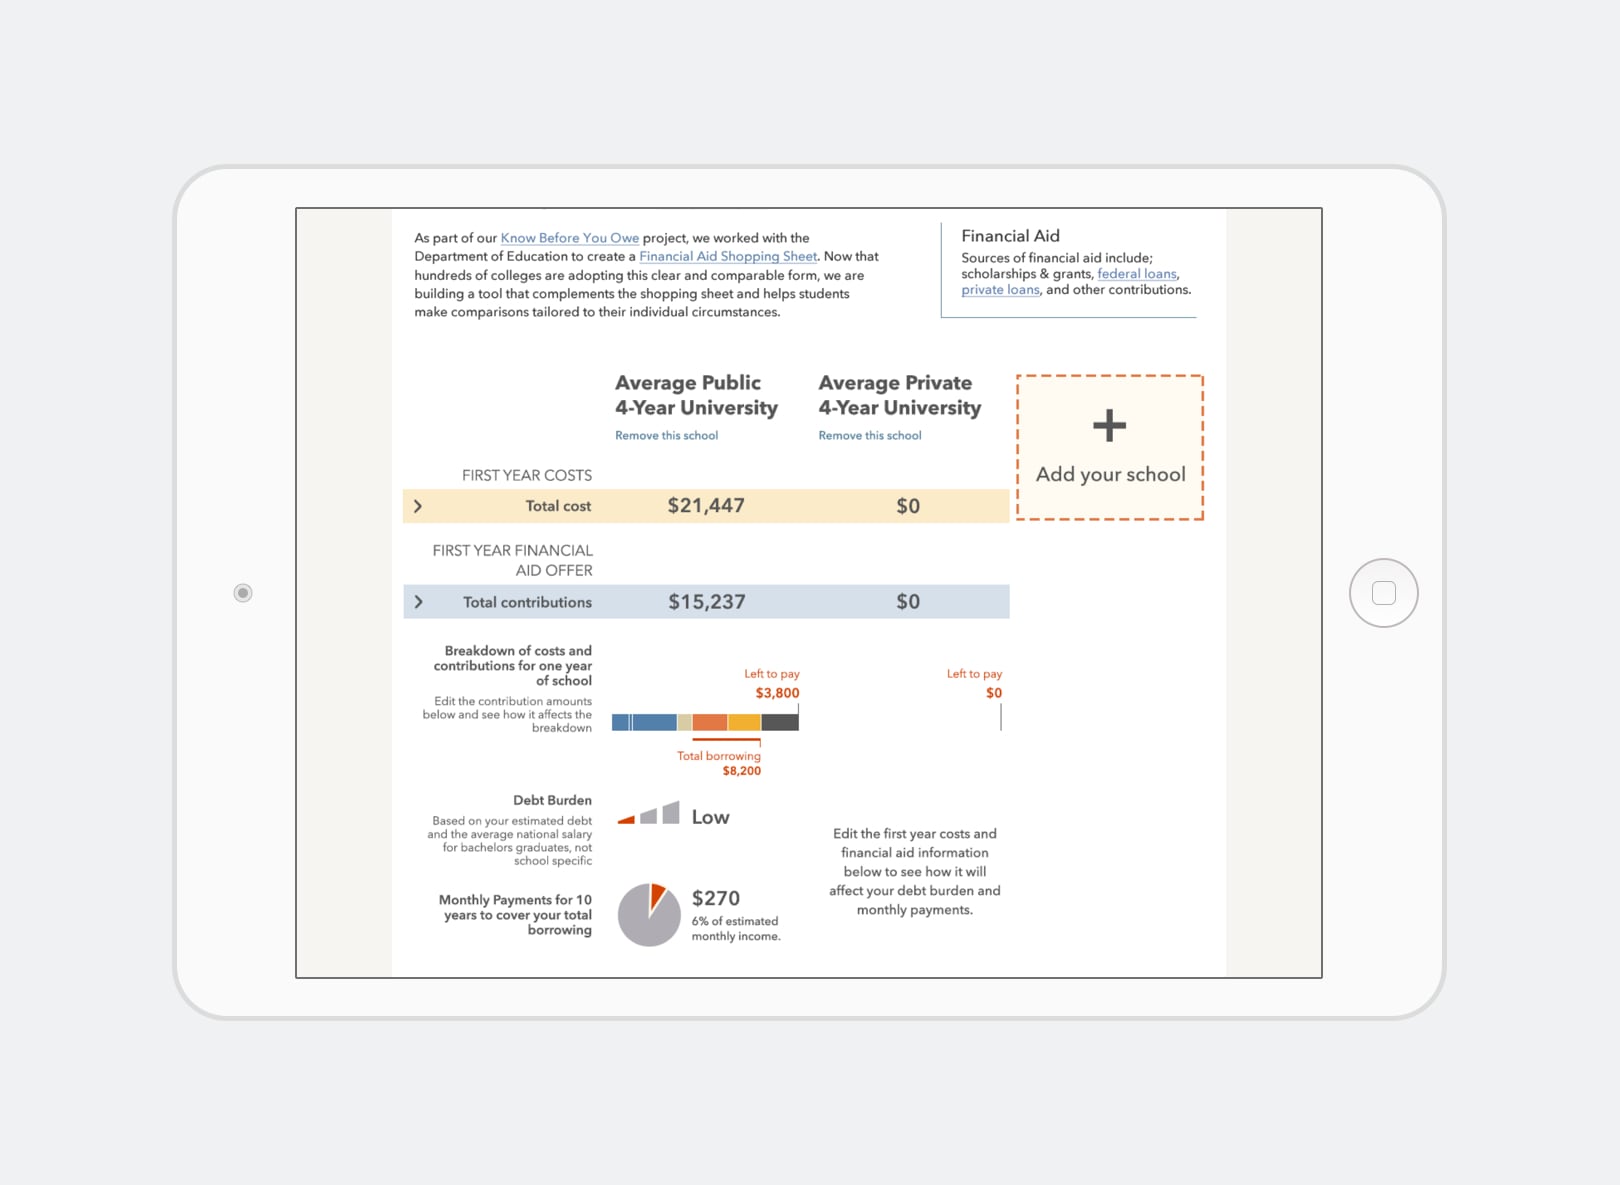 As part of our Know Before You Owe project, we worked with the
Department of Education to create a Financial Aid Shopping Sheet. Now that
hundreds of colleges are adopting this clear and comparable form, we are
building a tool that complements the shopping sheet and helps students
make comparisons tailored to their individual circumstances.
Financial Aid
Sources of financial aid include;
scholarships & grants, federal loans,
private loans, and other contributions.
Average Public
4-Year University
Remove this school
Average Private
4-Year University
Remove this school
+
Add your school
FIRST YEAR COSTS
Total cost $21,447 $0
FIRST YEAR FINANCIAL
AID OFFER
Total contributions $15,237 $0
Breakdown of costs and
contributions for one year
of school
Edit the contribution amounts
below and see how it affects the
breakdown
Left to pay
$3,800
Total borrowing
$8,200
Left to pay
$0
Debt Burden
Based on your estimated debt
and the average national salary
for bachelors graduates, not
school specific
Low
Monthly Payments for 10
years to cover your total
borrowing
$270
6% of estimated
monthly income.
Edit the first year costs and
financial aid information
below to see how it will
affect your debt burden and
monthly payments.